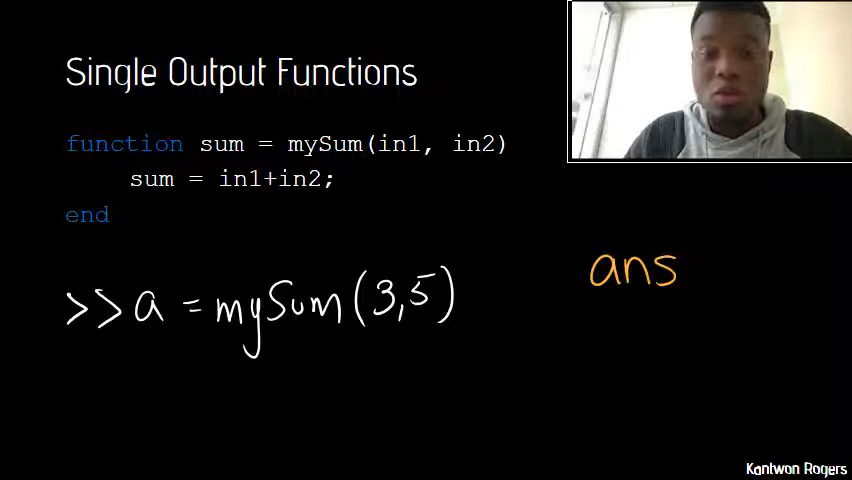 Single Output Functions
function sum = mySum(in1, in2)
sum = in1+in2;
end
>>a = mySum(3,5)
ans
Kantwon Rogers